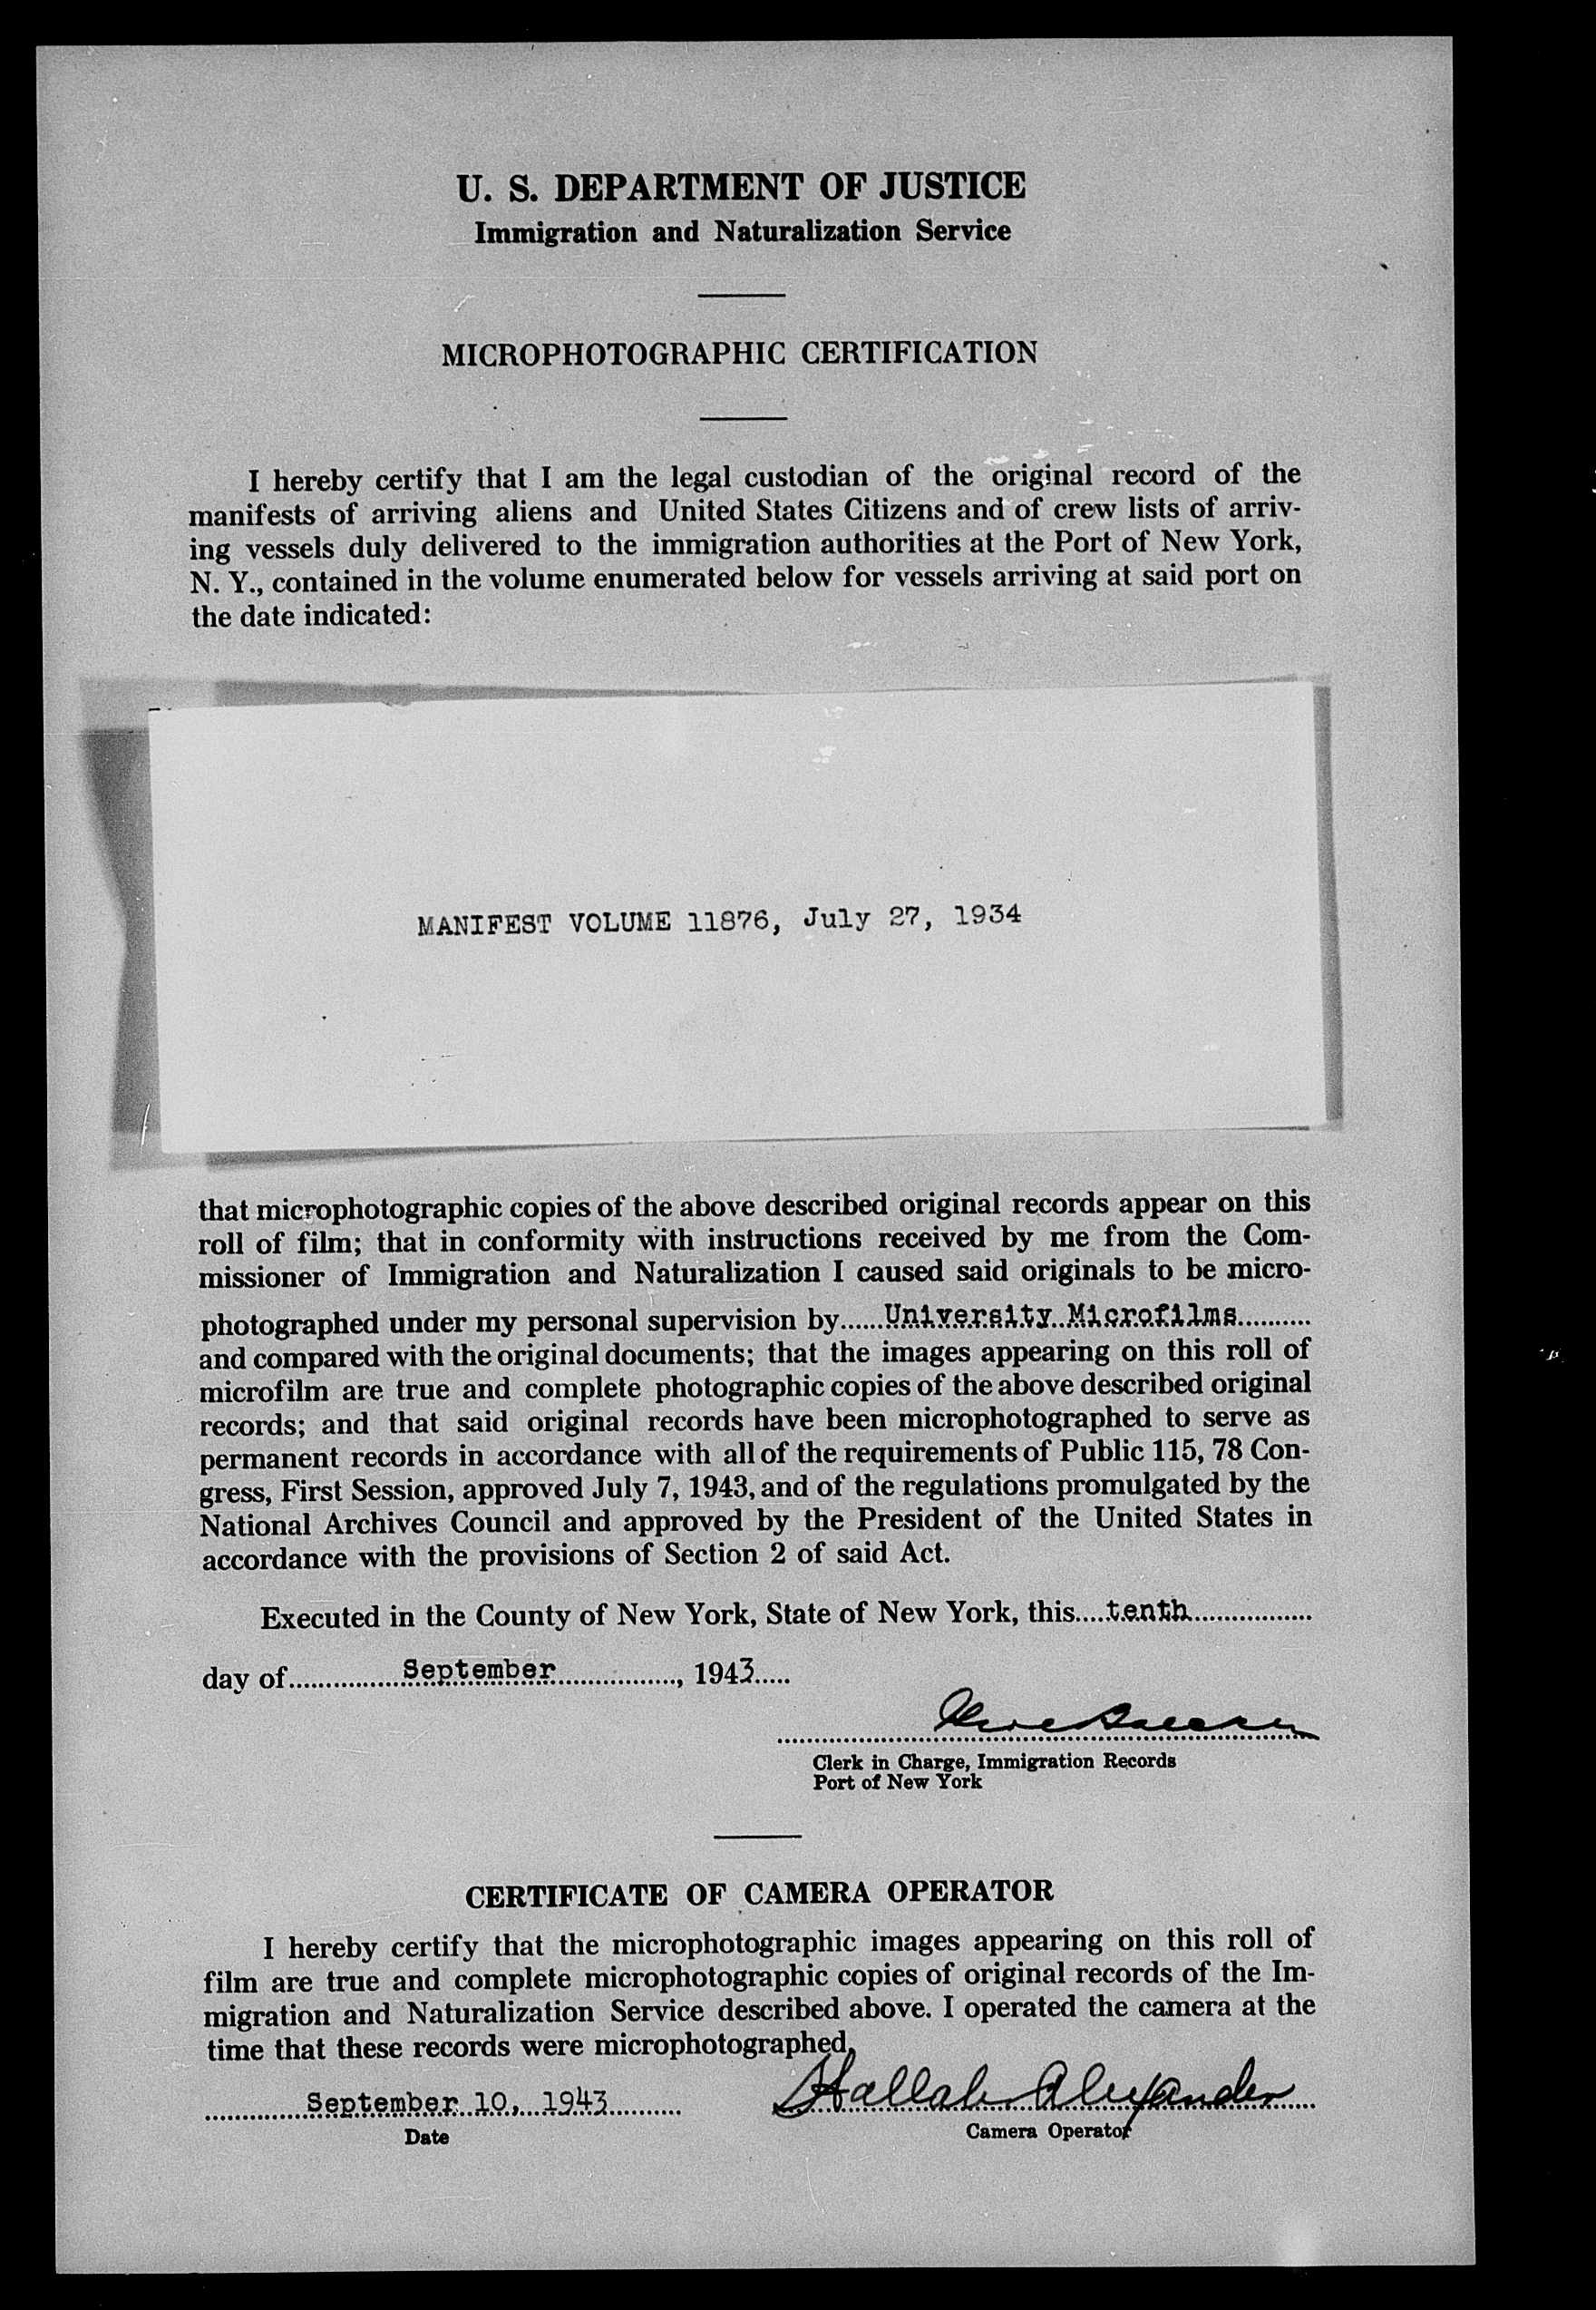 U. S. DEPARTMENT OF JUSTICE
Immigration and Naturalization Service
MICROPHOTOGRAPHIC CERTIFICATION
I hereby certify that I am the legal custodian of the original record of the
manifests of arriving aliens and United States Citizens and of crew lists of arriv-
ing vessels duly delivered to the immigration authorities at the Port of New York,
N. Y., contained in the volume enumerated below for vessels arriving at said port on
the date indicated:
MANIFEST VOLUME 11876, July 27, 1934
that microphotographic copies of the above described original records appear on this
roll of film; that in conformity with instructions received by me from the Com-
missioner of Immigration and Naturalization I caused said originals to be micro-
photographed under my personal supervision by......University Microfilms..........
and compared with the original documents; that the images appearing on this roll of
microfilm are true and complete photographic copies of the above described original
records; and that said original records have been microphotographed to serve as
permanent records in accordance with all of the requirements of Public 115, 78 Con-
gress, First Session, approved July 7, 1943, and of the regulations promulgated by the
National Archives Council and approved by the President of the United States in
accordance with the provisions of Section 2 of said Act.
Executed in the County of New York, State of New York, this....tenth................
day of...............September................, 1943.....
Clerk in Charge, Immigration Records
Port of New York
CERTIFICATE OF CAMERA OPERATOR
I hereby certify that the microphotographic images appearing on this roll of
film are true and complete microphotographic copies of original records of the Im-
migration and Naturalization Service described above. I operated the camera at the
time that these records were microphotographed.
September 10, 1943 Hallah Alexander
Date Camera Operator